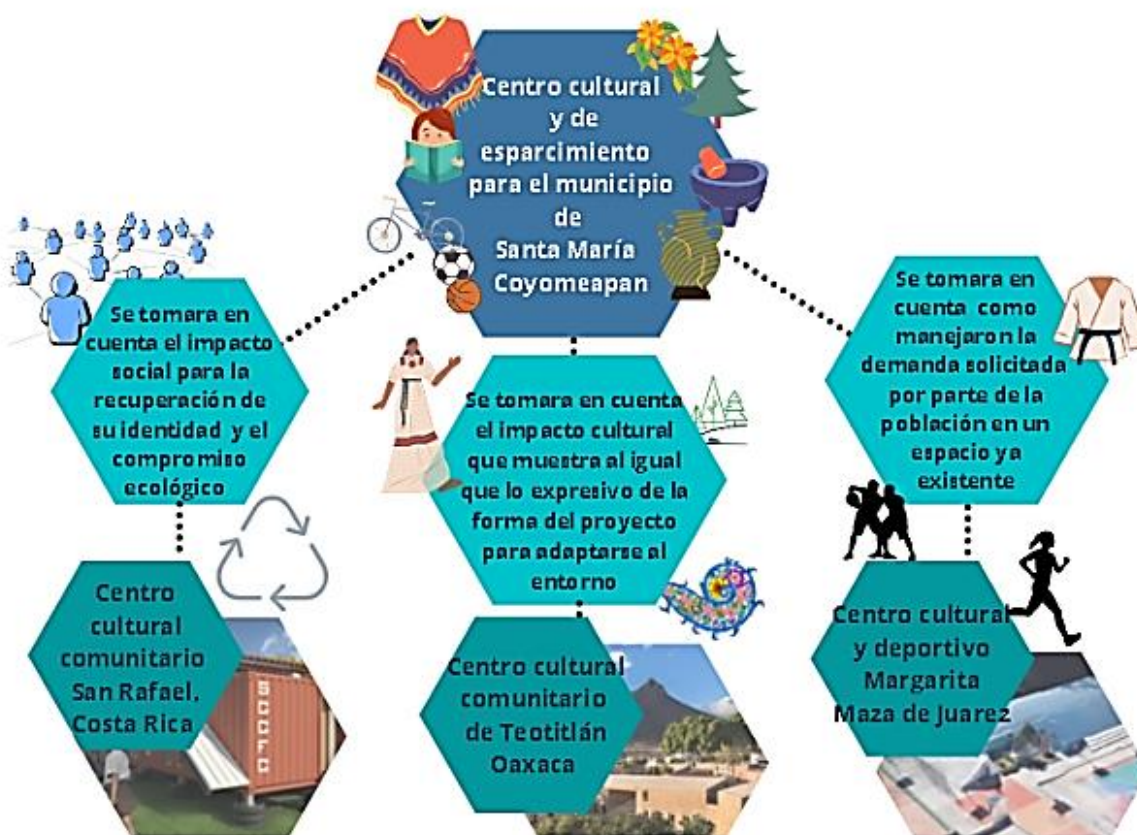 Centro cultural
y de
esparcimiento
para el municipio
de
Santa María
Coyomeapan
Se tomara en
cuenta el impacto
social para la
recuperación de
su identidad y el
compromiso
ecológico
Se tomara en cuenta
el impacto cultural
que muestra al igual
que lo expresivo de la
forma del proyecto
para adaptarse al
entorno
Se tomara en
cuenta como
manejaron la
demanda solicitada
por parte de la
población en un
espacio ya
existente
Centro
cultural
comunitario
San Rafael,
Costa Rica
Centro cultural
comunitario
de Teotitlán
Oaxaca
Centro cultural
y deportivo
Margarita
Maza de Juarez